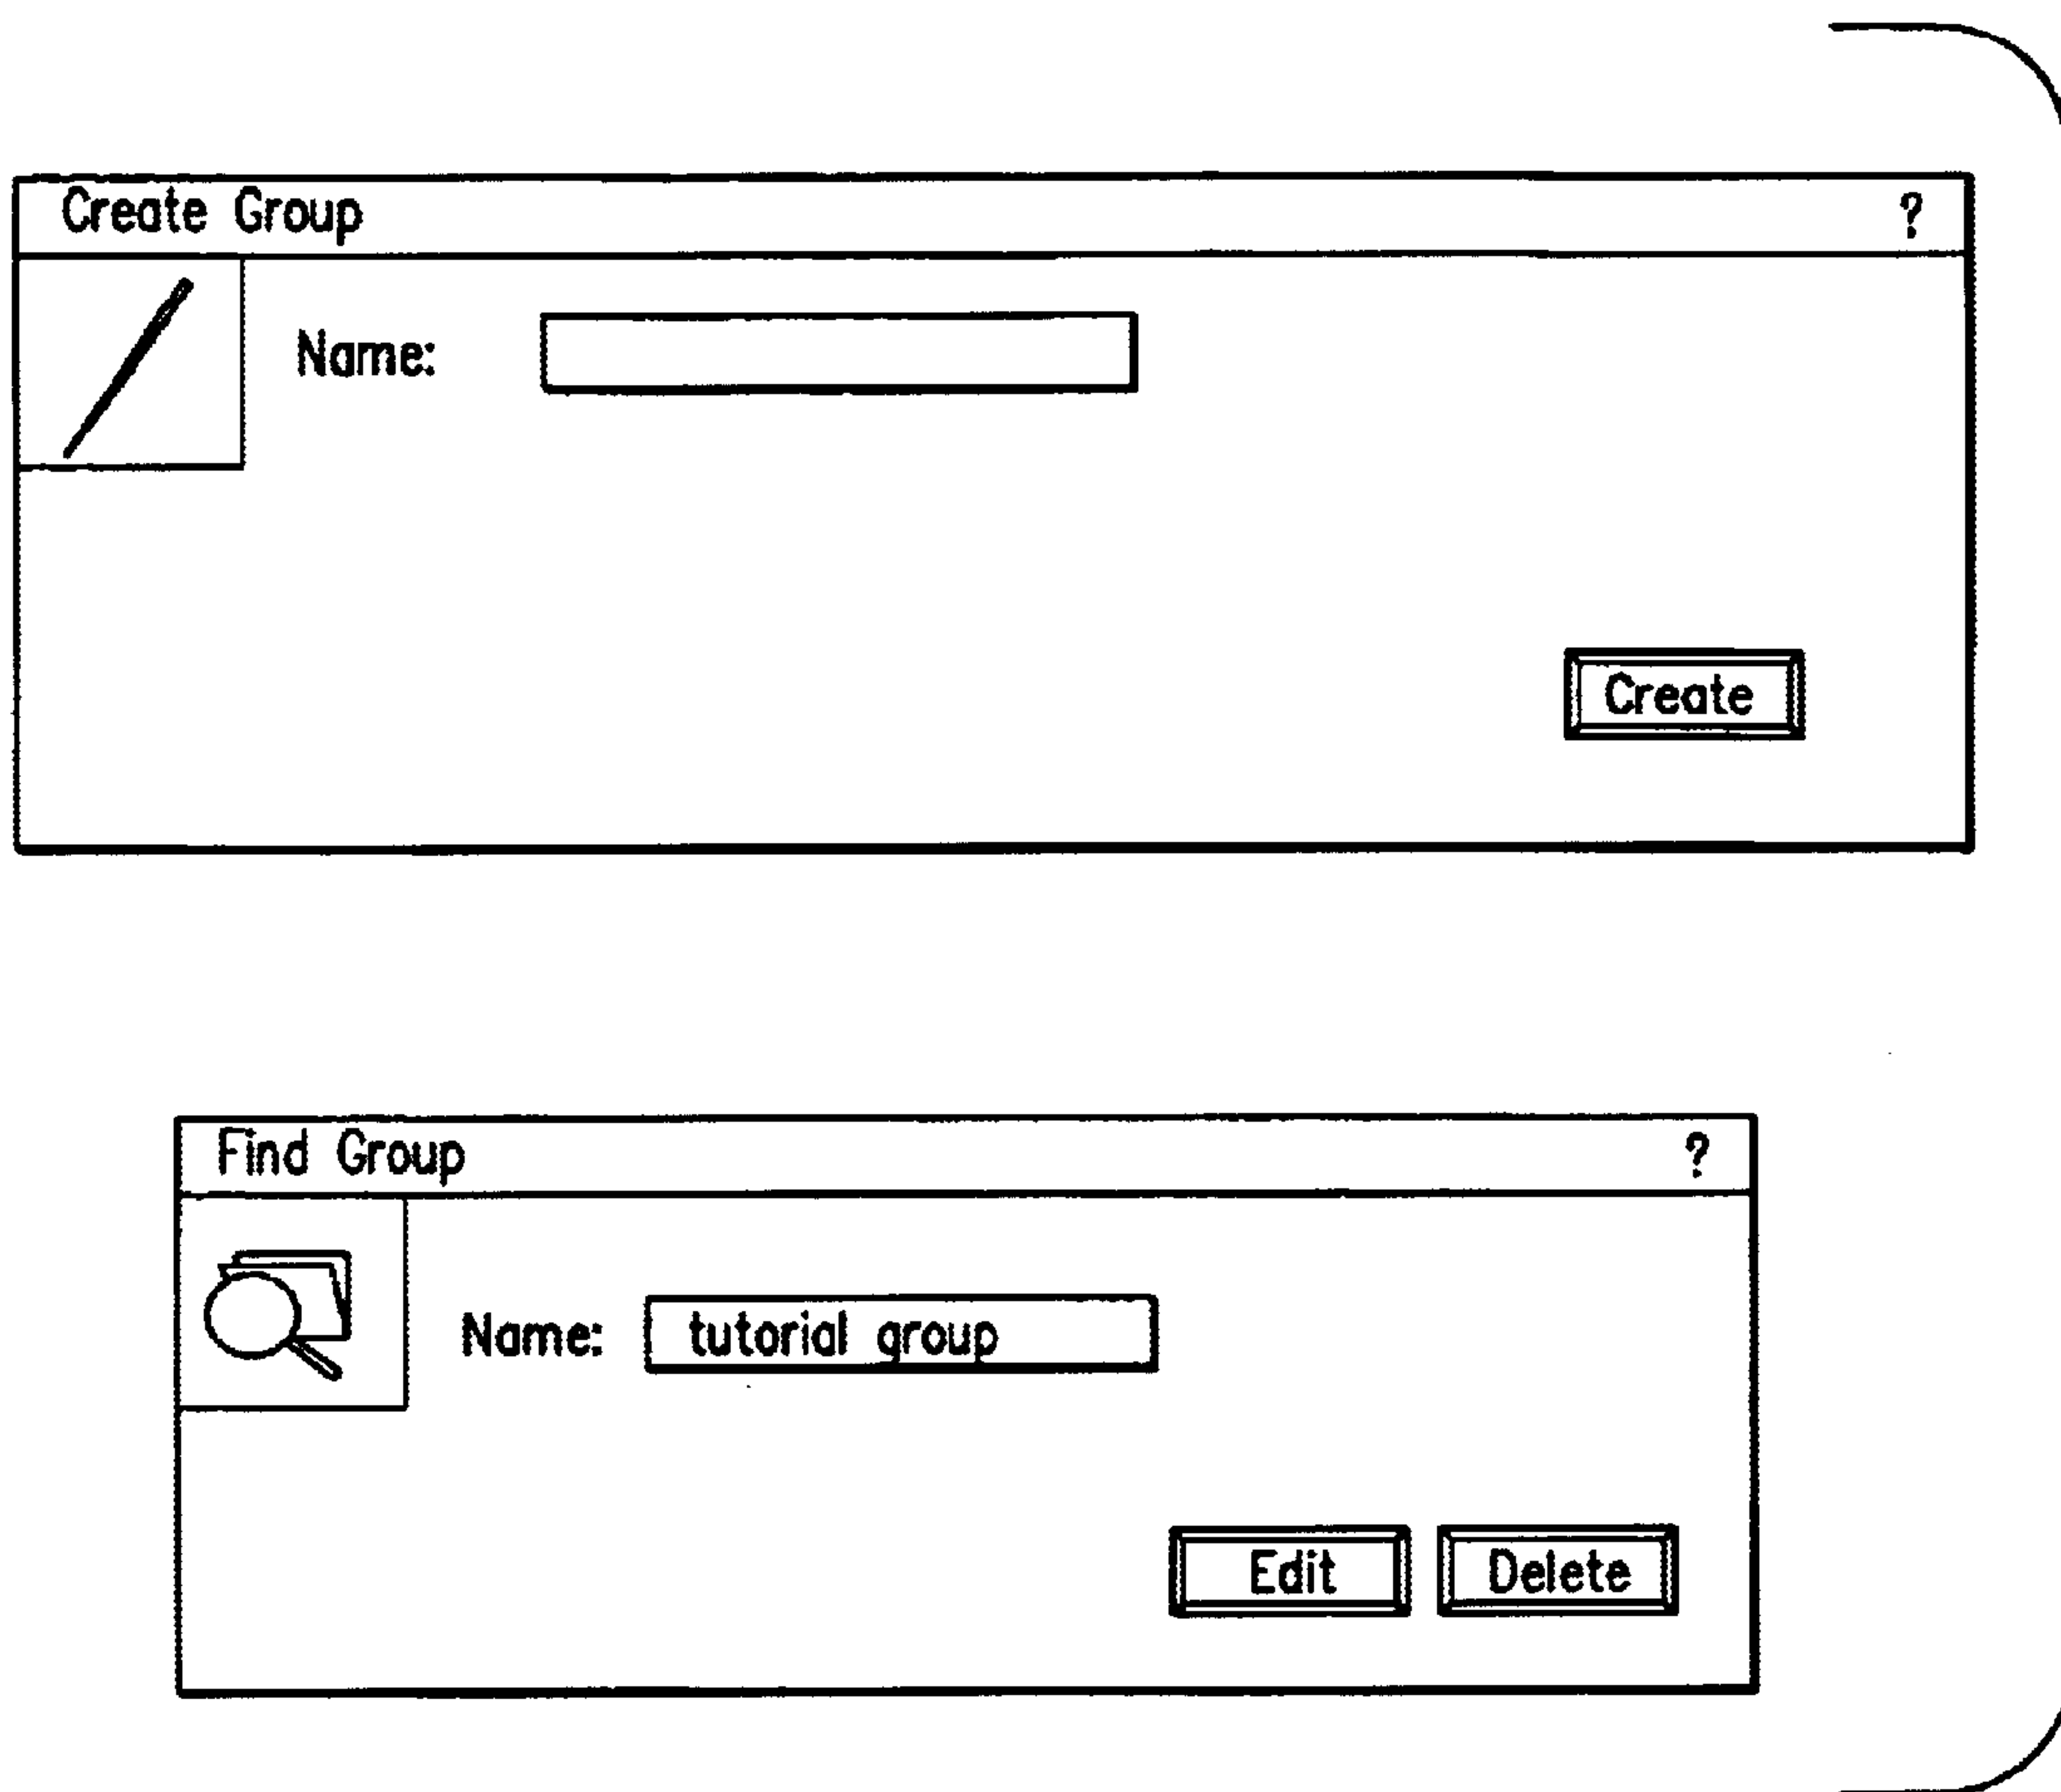 Create Group ?
Name:
Create
Find Group ?
Name: tutorial group
Edit Delete